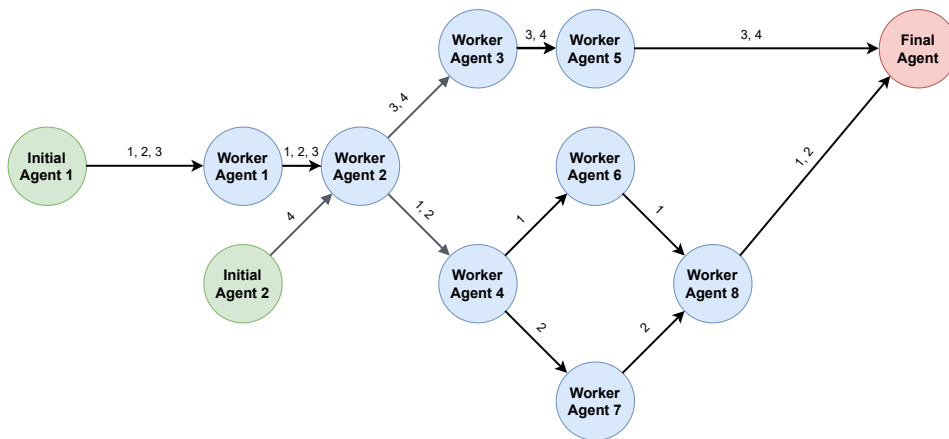 Worker
Agent 3
3, 4
Worker
Agent 5
3, 4
Final
Agent
3, 4
Initial
Agent 1
1, 2, 3
Worker
Agent 1
1, 2, 3
Worker
Agent 2
Worker
Agent 6
1, 2
4
1, 2
1
1
Initial
Agent 2
Worker
Agent 4
Worker
Agent 8
2
2
Worker
Agent 7